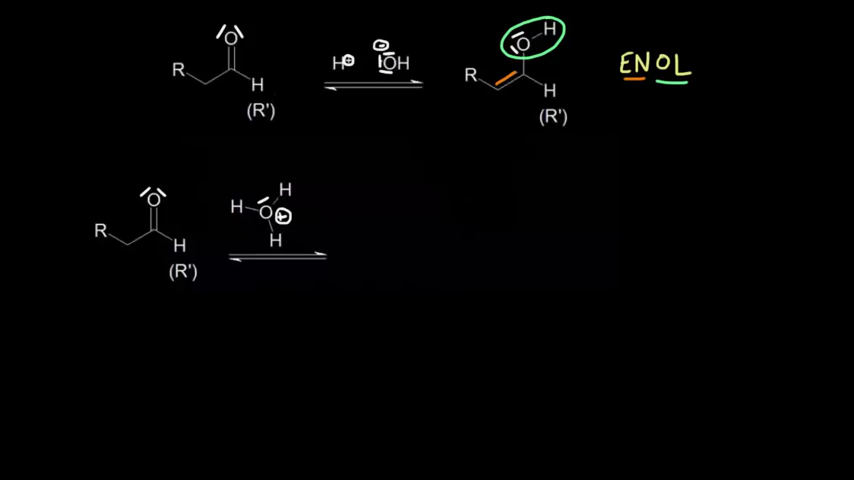 O H
R H
(R')
H⊕ ⊖OH
O H
R H
(R')
ENOL
O
R H
(R')
H O H
⊕
H